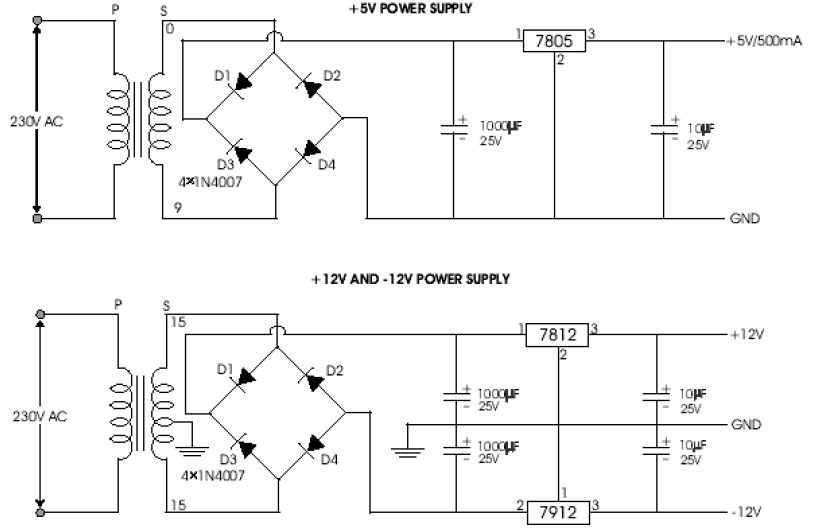 +5V POWER SUPPLY
P S
0
1 7805 3
2
+5V/500mA
D1 D2
230V AC
1000µF
25V
10µF
25V
D3 D4
4×1N4007
9
GND
+12V AND -12V POWER SUPPLY
P S
15
1 7812 3
2
+12V
D1 D2
1000µF
25V
10µF
25V
230V AC
GND
D3 D4
4×1N4007
1000µF
25V
10µF
25V
15
1
2 7912 3
-12V